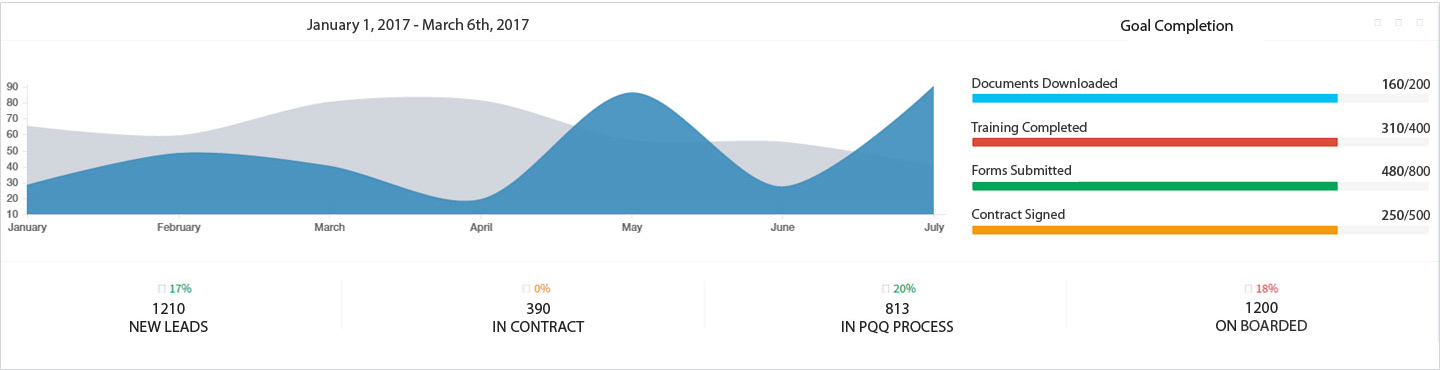 January 1, 2017 - March 6th, 2017
Goal Completion
90
80
70
60
50
40
30
20
10
January February March April May June July
Documents Downloaded 160/200
Training Completed 310/400
Forms Submitted 480/800
Contract Signed 250/500
17%
1210
NEW LEADS
0%
390
IN CONTRACT
20%
813
IN PQQ PROCESS
18%
1200
ON BOARDED